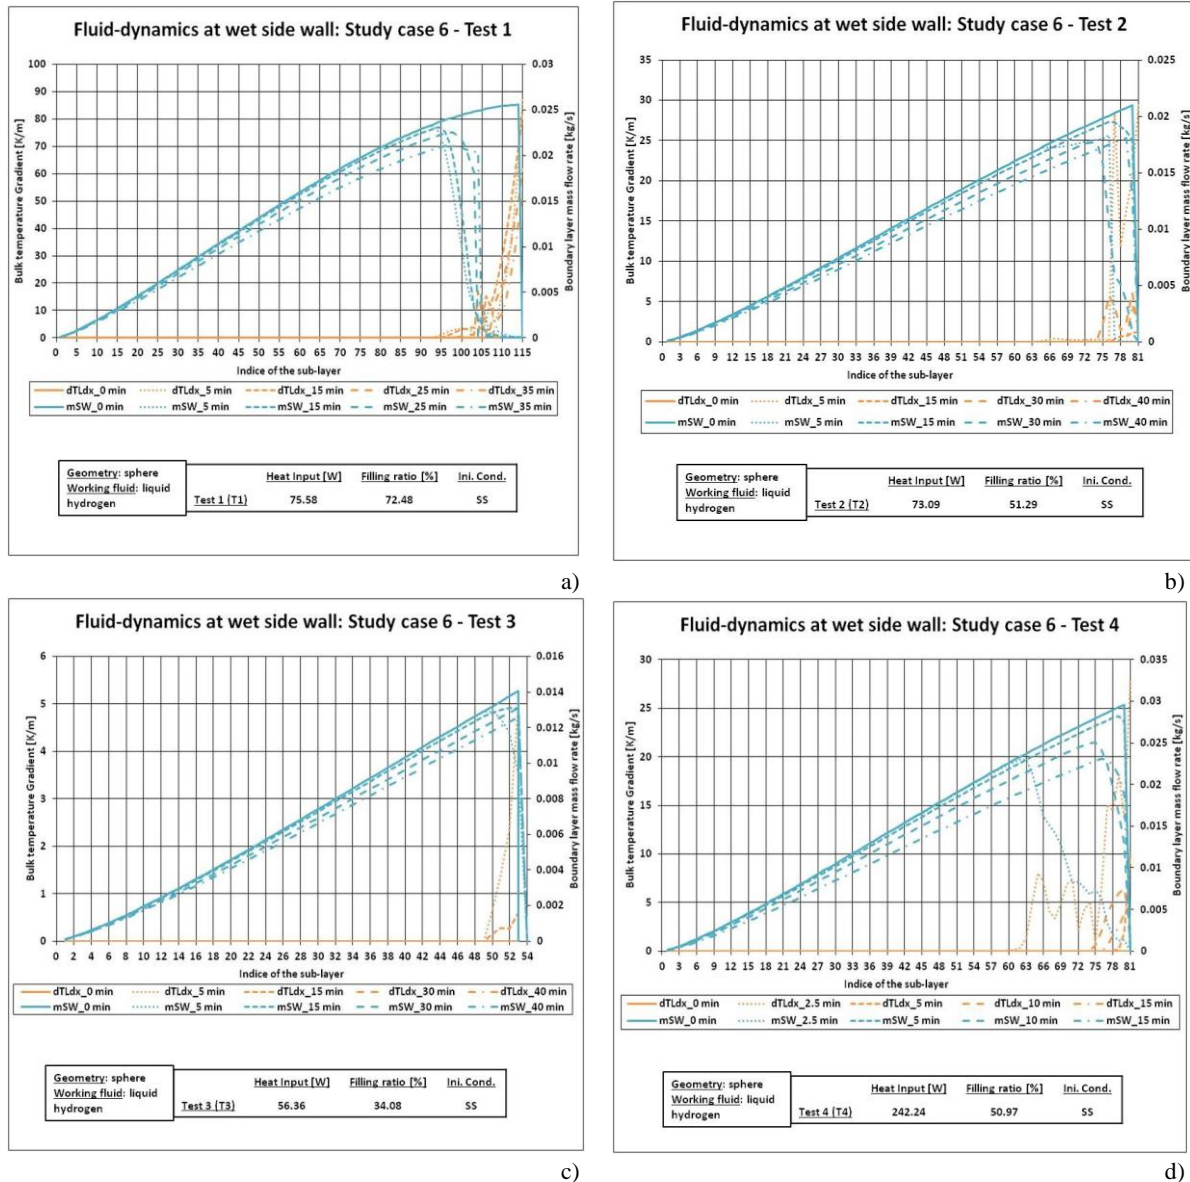 Fluid-dynamics at wet side wall: Study case 6 - Test 1
Bulk temperature Gradient [K/m]
100
90
80
70
60
50
40
30
20
10
0
0.03
0.025
0.02
0.015
0.01
0.005
0
Boundary layer mass flow rate [kg/s]
0 5 10 15 20 25 30 35 40 45 50 55 60 65 70 75 80 85 90 95 100 105 110 115
Indice of the sub-layer
dTLdx_0 min dTLdx_5 min dTLdx_15 min dTLdx_25 min dTLdx_35 min
mSW_0 min mSW_5 min mSW_15 min mSW_25 min mSW_35 min
Geometry: sphere
Working fluid: liquid
hydrogen
Heat Input [W] Filling ratio [%] Ini. Cond.
Test 1 (T1) 75.58 72.48 SS
a)
Fluid-dynamics at wet side wall: Study case 6 - Test 2
Bulk temperature Gradient [K/m]
35
30
25
20
15
10
5
0
0.025
0.02
0.015
0.01
0.005
0
Boundary layer mass flow rate [kg/s]
0 3 6 9 12 15 18 21 24 27 30 33 36 39 42 45 48 51 54 57 60 63 66 69 72 75 78 81
Indice of the sub-layer
dTLdx_0 min dTLdx_5 min dTLdx_15 min dTLdx_30 min dTLdx_40 min
mSW_0 min mSW_5 min mSW_15 min mSW_30 min mSW_40 min
Geometry: sphere
Working fluid: liquid
hydrogen
Heat Input [W] Filling ratio [%] Ini. Cond.
Test 2 (T2) 73.09 51.29 SS
b)
Fluid-dynamics at wet side wall: Study case 6 - Test 3
Bulk temperature Gradient [K/m]
6
5
4
3
2
1
0
0.016
0.014
0.012
0.01
0.008
0.006
0.004
0.002
0
Boundary layer mass flow rate [kg/s]
0 2 4 6 8 10 12 14 16 18 20 22 24 26 28 30 32 34 36 38 40 42 44 46 48 50 52 54
Indice of the sub-layer
dTLdx_0 min dTLdx_5 min dTLdx_15 min dTLdx_30 min dTLdx_40 min
mSW_0 min mSW_5 min mSW_15 min mSW_30 min mSW_40 min
Geometry: sphere
Working fluid: liquid
hydrogen
Heat Input [W] Filling ratio [%] Ini. Cond.
Test 3 (T3) 56.36 34.08 SS
c)
Fluid-dynamics at wet side wall: Study case 6 - Test 4
Bulk temperature Gradient [K/m]
30
25
20
15
10
5
0
0.035
0.03
0.025
0.02
0.015
0.01
0.005
0
Boundary layer mass flow rate [kg/s]
0 3 6 9 12 15 18 21 24 27 30 33 36 39 42 45 48 51 54 57 60 63 66 69 72 75 78 81
Indice of the sub-layer
dTLdx_0 min dTLdx_2.5 min dTLdx_5 min dTLdx_10 min dTLdx_15 min
mSW_0 min mSW_2.5 min mSW_5 min mSW_10 min mSW_15 min
Geometry: sphere
Working fluid: liquid
hydrogen
Heat Input [W] Filling ratio [%] Ini. Cond.
Test 4 (T4) 242.24 50.97 SS
d)